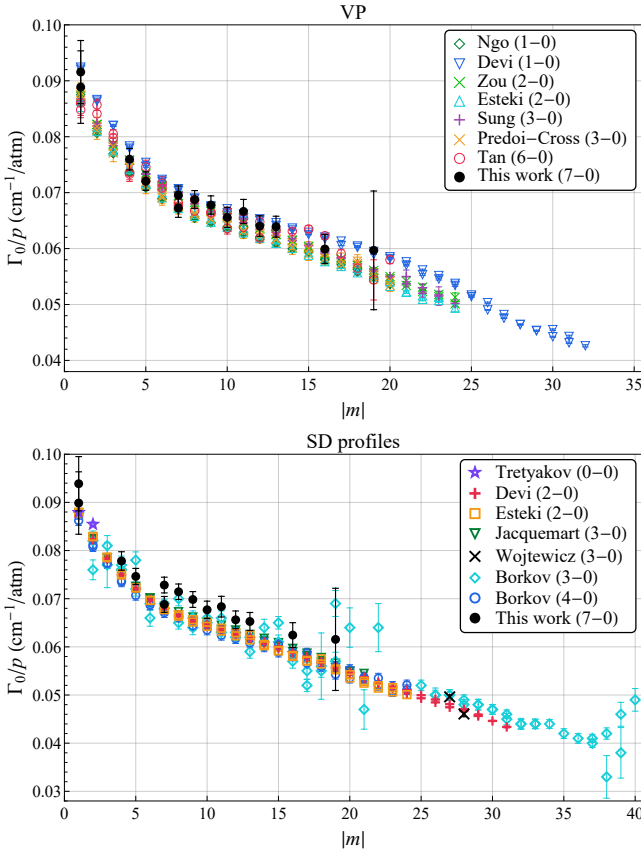 VP
Γ₀/p (cm⁻¹/atm)
0.10
0.09
0.08
0.07
0.06
0.05
0.04
Ngo (1−0)
Devi (1−0)
Zou (2−0)
Esteki (2−0)
Sung (3−0)
Predoi−Cross (3−0)
Tan (6−0)
This work (7−0)
0 5 10 15 20 25 30 35
|m|
SD profiles
Γ₀/p (cm⁻¹/atm)
0.10
0.09
0.08
0.07
0.06
0.05
0.04
0.03
Tretyakov (0−0)
Devi (2−0)
Esteki (2−0)
Jacquemart (3−0)
Wojtewicz (3−0)
Borkov (3−0)
Borkov (4−0)
This work (7−0)
0 5 10 15 20 25 30 35 40
|m|